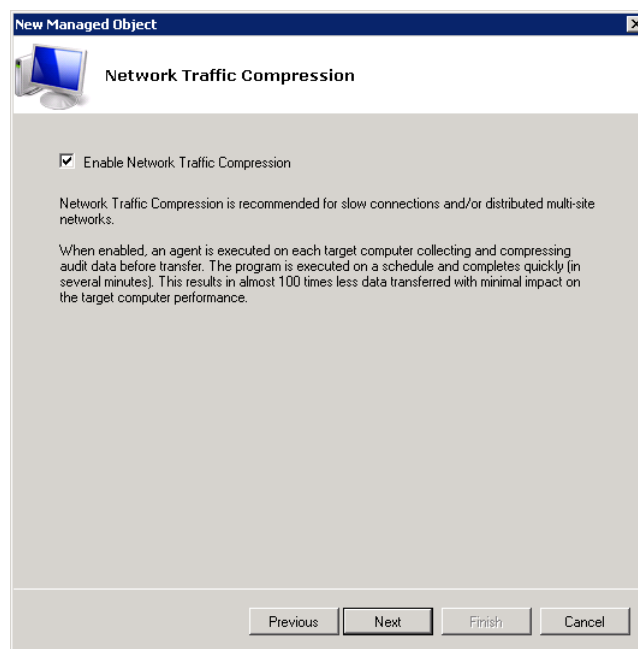 New Managed Object
Network Traffic Compression
Enable Network Traffic Compression
Network Traffic Compression is recommended for slow connections and/or distributed multi-site
networks.
When enabled, an agent is executed on each target computer collecting and compressing
audit data before transfer. The program is executed on a schedule and completes quickly (in
several minutes). This results in almost 100 times less data transferred with minimal impact on
the target computer performance.
Previous Next Finish Cancel